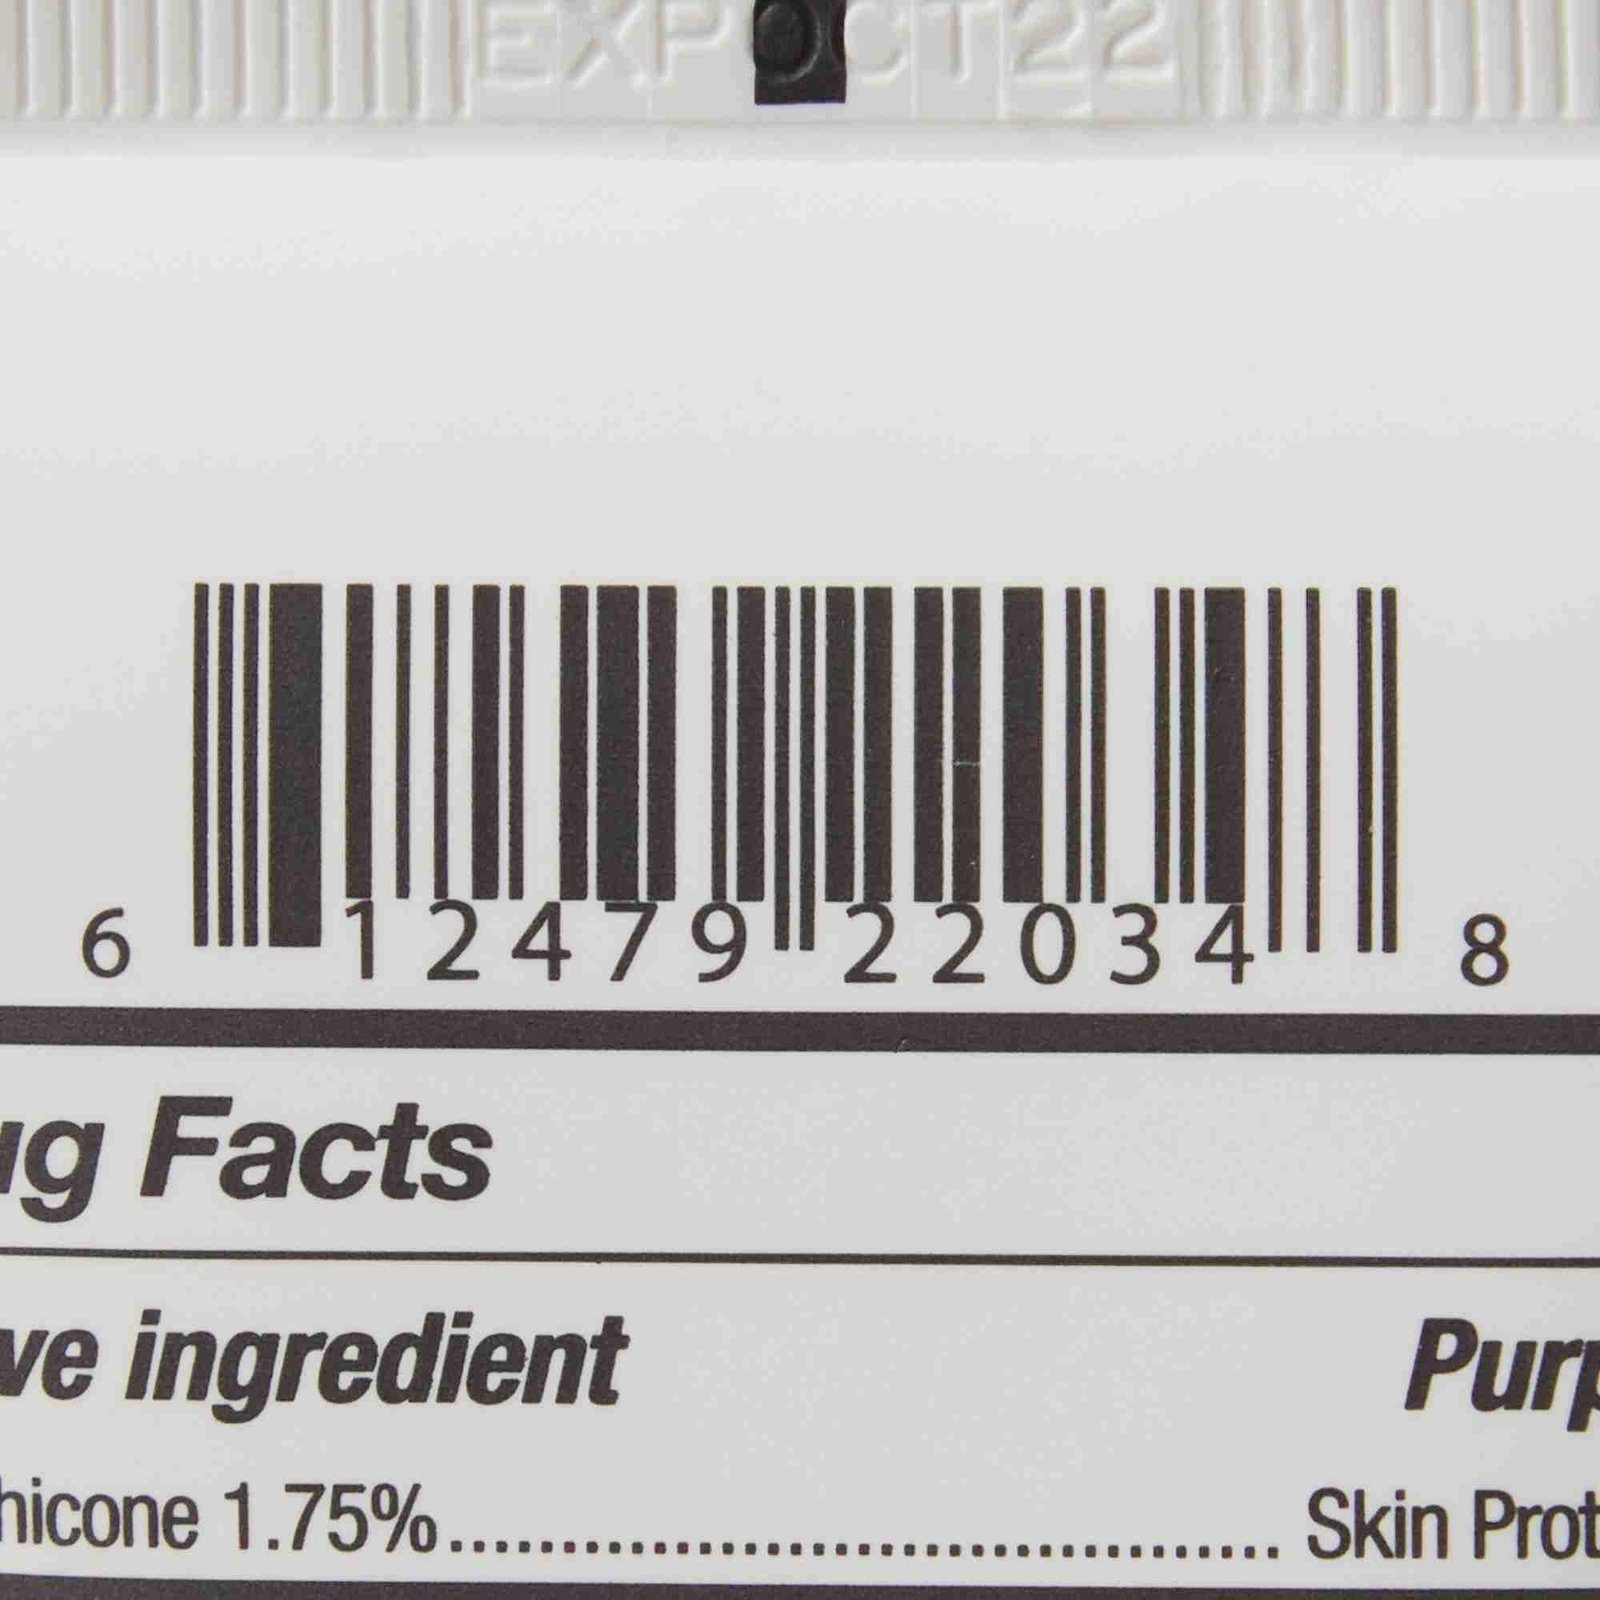 EXP OCT22
6 12479 22034 8
ug Facts
ve ingredient Purp
hicone 1.75%................................................ Skin Prot